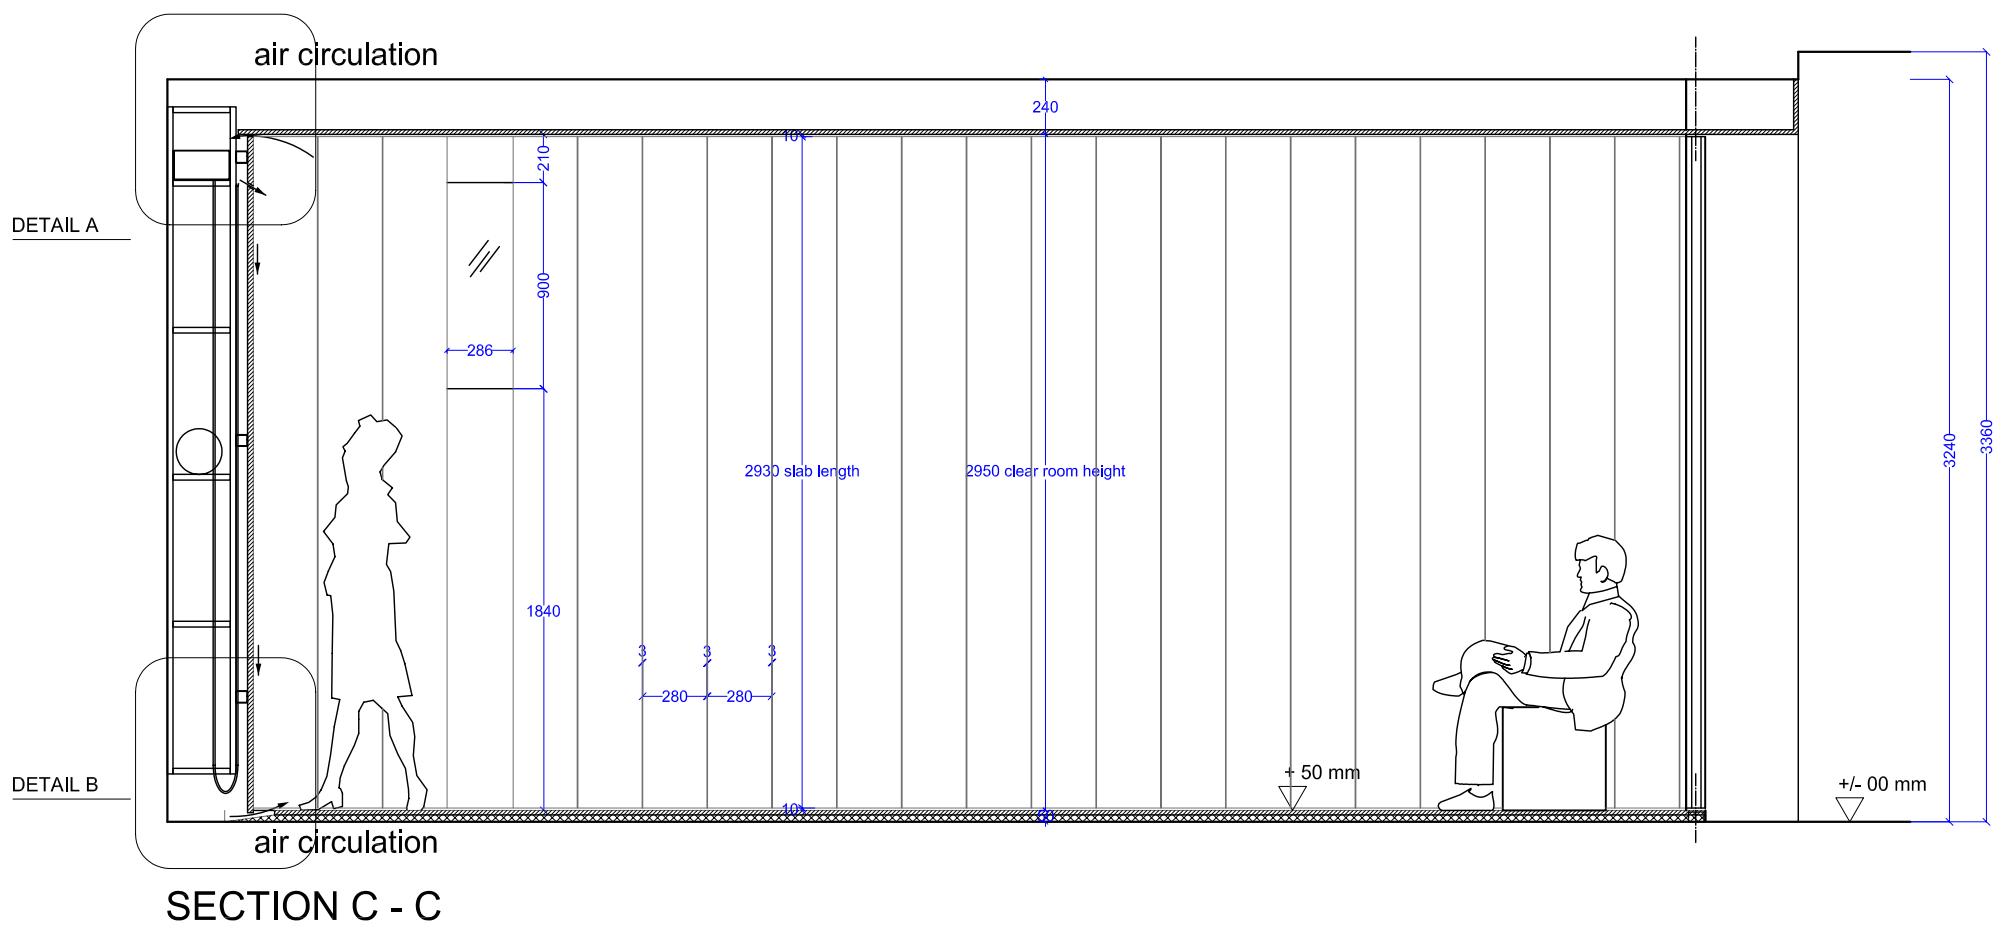 air circulation
240
10
210
DETAIL A
900
286
3240
3360
2930 slab length
2950 clear room height
1840
3
3
3
280
280
+ 50 mm
DETAIL B
+/- 00 mm
10
50
air circulation
SECTION C - C